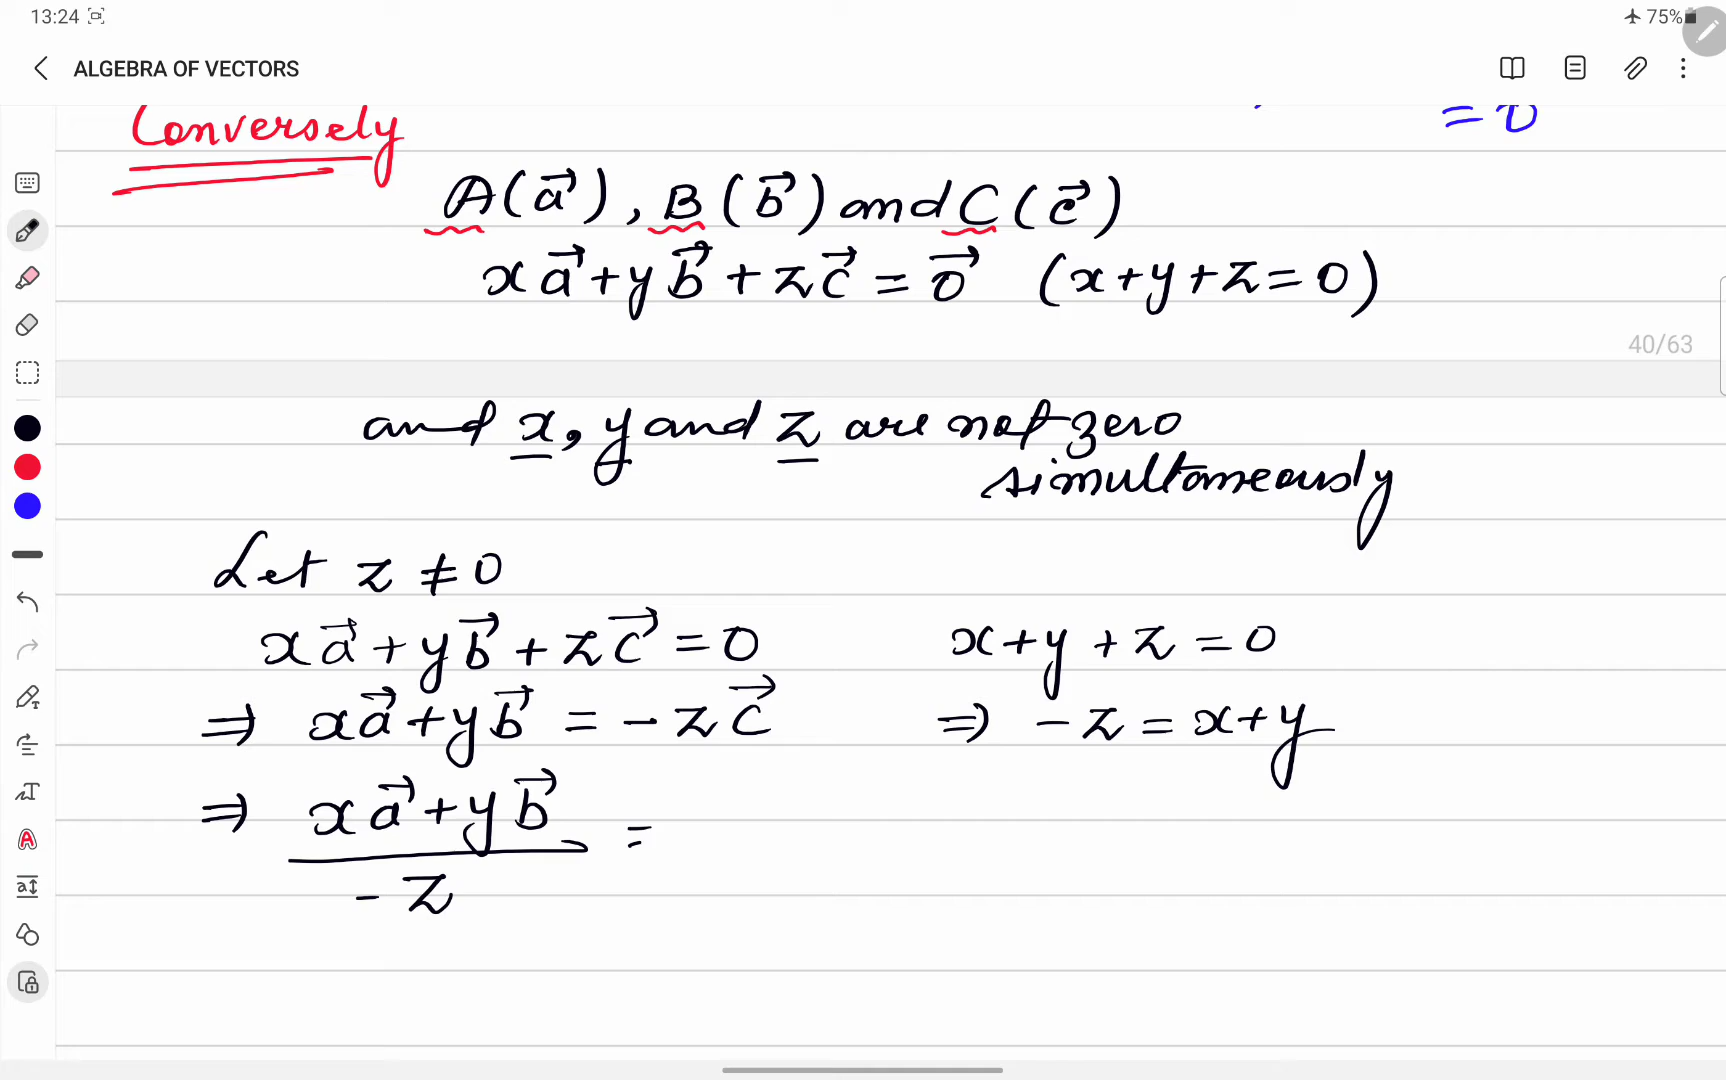 13:24 75%
ALGEBRA OF VECTORS
= 0
Conversely
A(a⃗), B(b⃗) and C(c⃗)
xa⃗ + yb⃗ + zc⃗ = 0⃗ (x+y+z=0)
40/63
and x, y and z are not zero
simultaneously
Let z ≠ 0
xa⃗ + yb⃗ + zc⃗ = 0 x+y+z = 0
⇒ xa⃗ + yb⃗ = -zc⃗ ⇒ -z = x+y
⇒ xa⃗ + yb⃗ =
-z